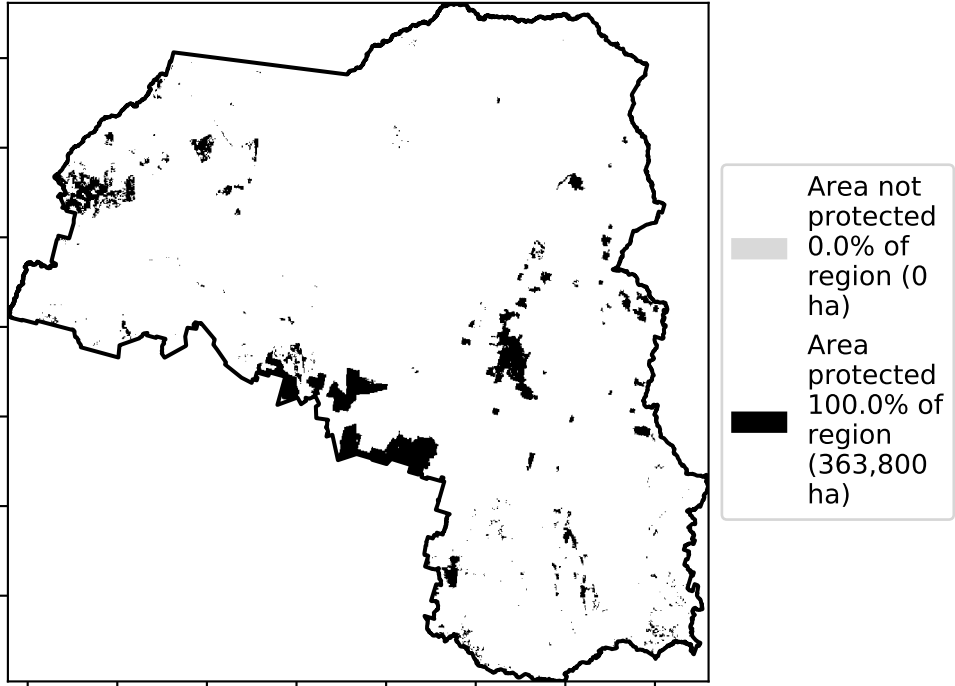 Area not
protected
0.0% of
region (0
ha)
Area
protected
100.0% of
region
(363,800
ha)